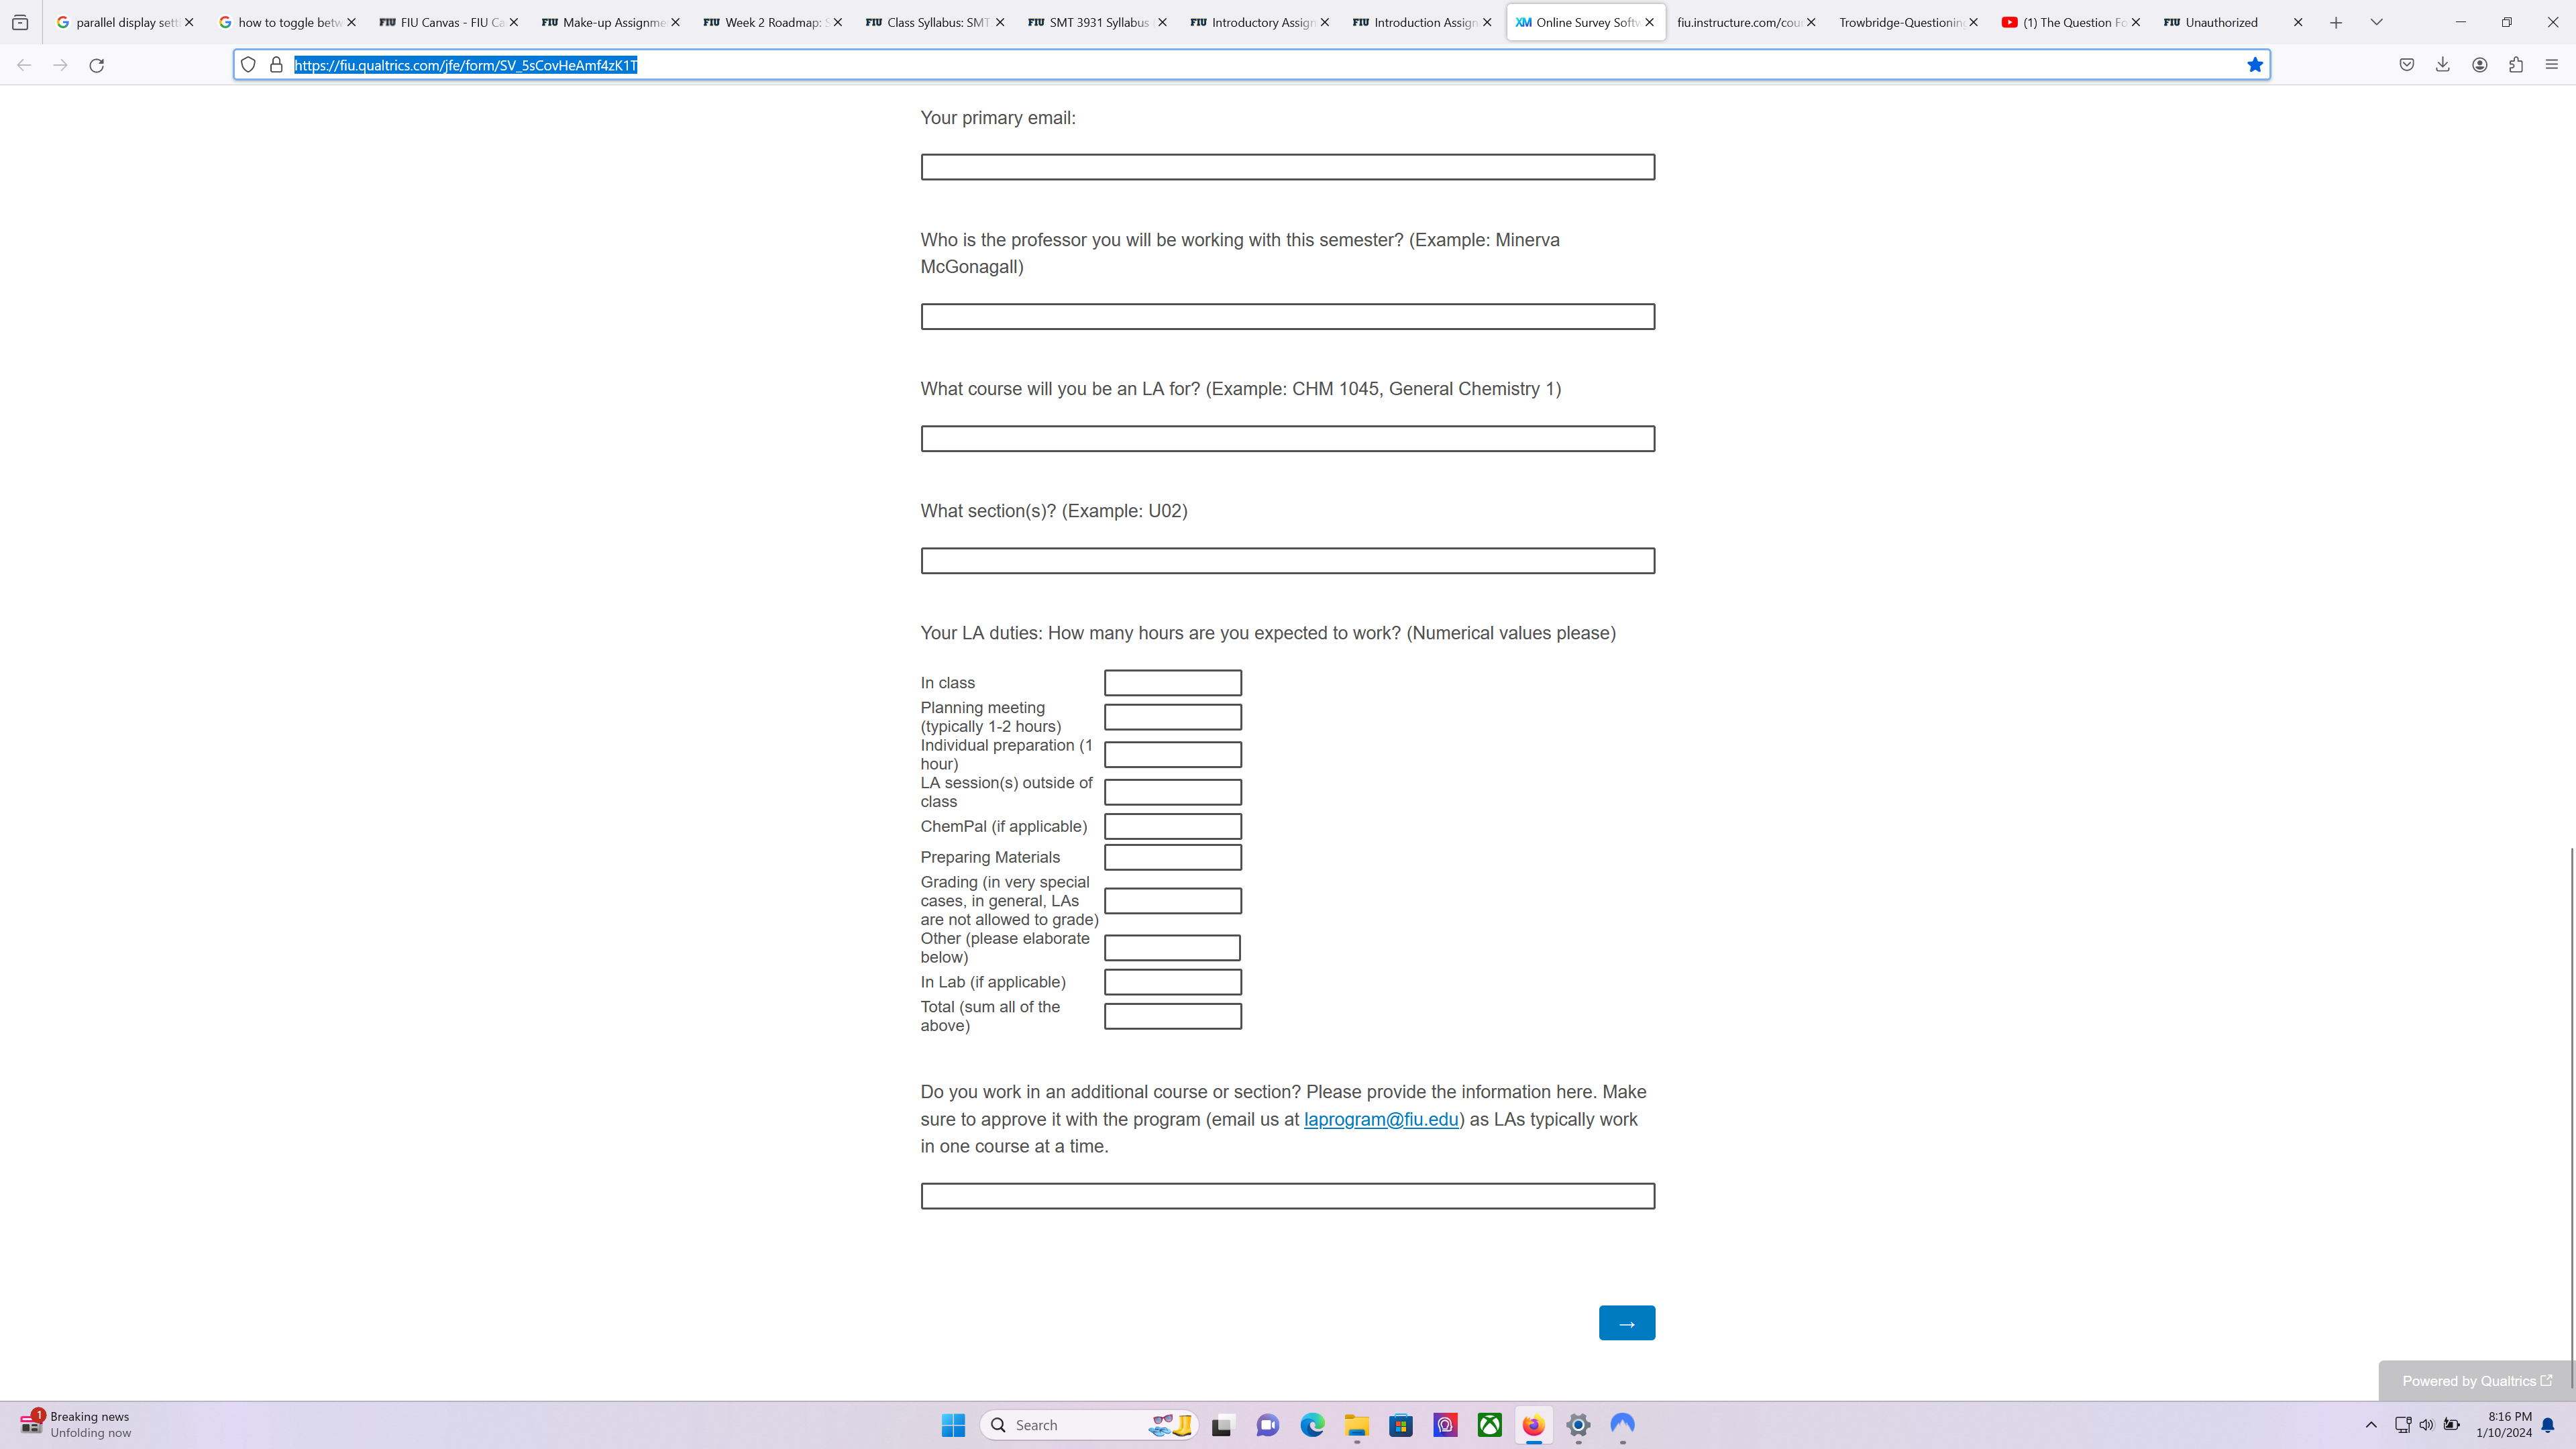 parallel display sett
how to toggle betw
FIU FIU Canvas - FIU Ca
FIU Make-up Assignme
FIU Week 2 Roadmap: S
FIU Class Syllabus: SMT
FIU SMT 3931 Syllabus
FIU Introductory Assign
FIU Introduction Assign
XM Online Survey Softw
fiu.instructure.com/cour
Trowbridge-Questioning
(1) The Question Fo
FIU Unauthorized
https://fiu.qualtrics.com/jfe/form/SV_5sCovHeAmf4zK1T
Your primary email:
Who is the professor you will be working with this semester? (Example: Minerva
McGonagall)
What course will you be an LA for? (Example: CHM 1045, General Chemistry 1)
What section(s)? (Example: U02)
Your LA duties: How many hours are you expected to work? (Numerical values please)
In class
Planning meeting
(typically 1-2 hours)
Individual preparation (1
hour)
LA session(s) outside of
class
ChemPal (if applicable)
Preparing Materials
Grading (in very special
cases, in general, LAs
are not allowed to grade)
Other (please elaborate
below)
In Lab (if applicable)
Total (sum all of the
above)
Do you work in an additional course or section? Please provide the information here. Make
sure to approve it with the program (email us at laprogram@fiu.edu) as LAs typically work
in one course at a time.
→
Powered by Qualtrics
1
Breaking news
Unfolding now
Search
8:16 PM
1/10/2024